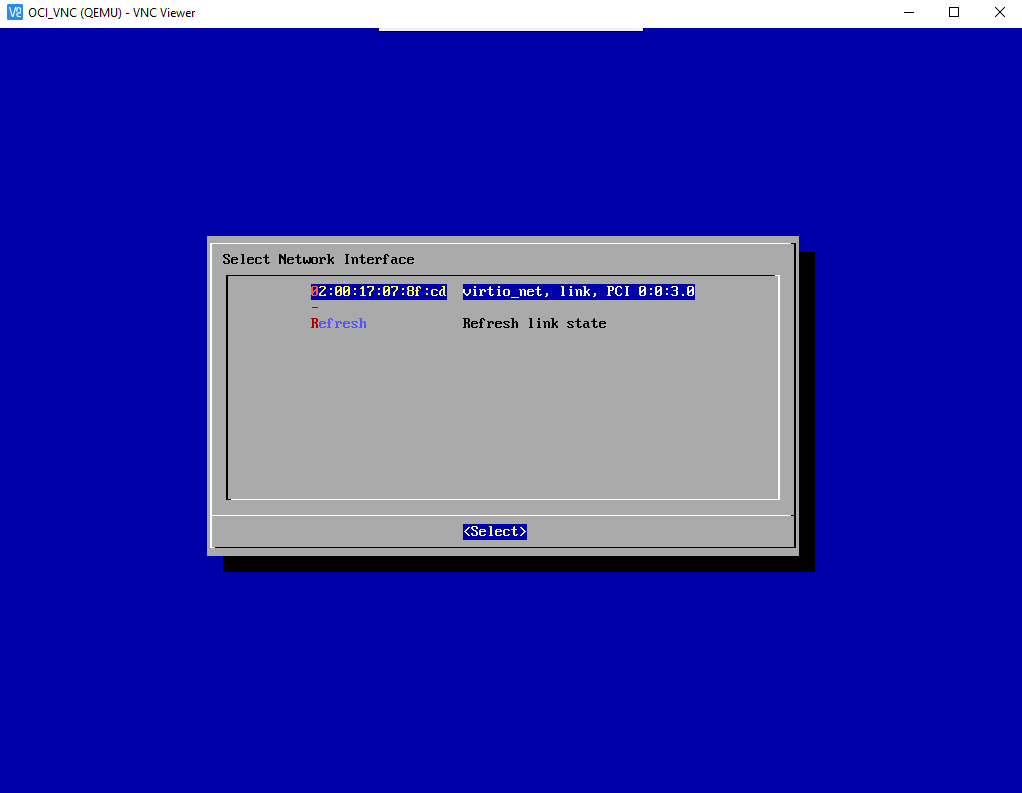 OCI_VNC (QEMU) - VNC Viewer
Select Network Interface
02:00:17:07:8f:cd virtio_net, link, PCI 0:0:3.0
-
Refresh Refresh link state
<Select>